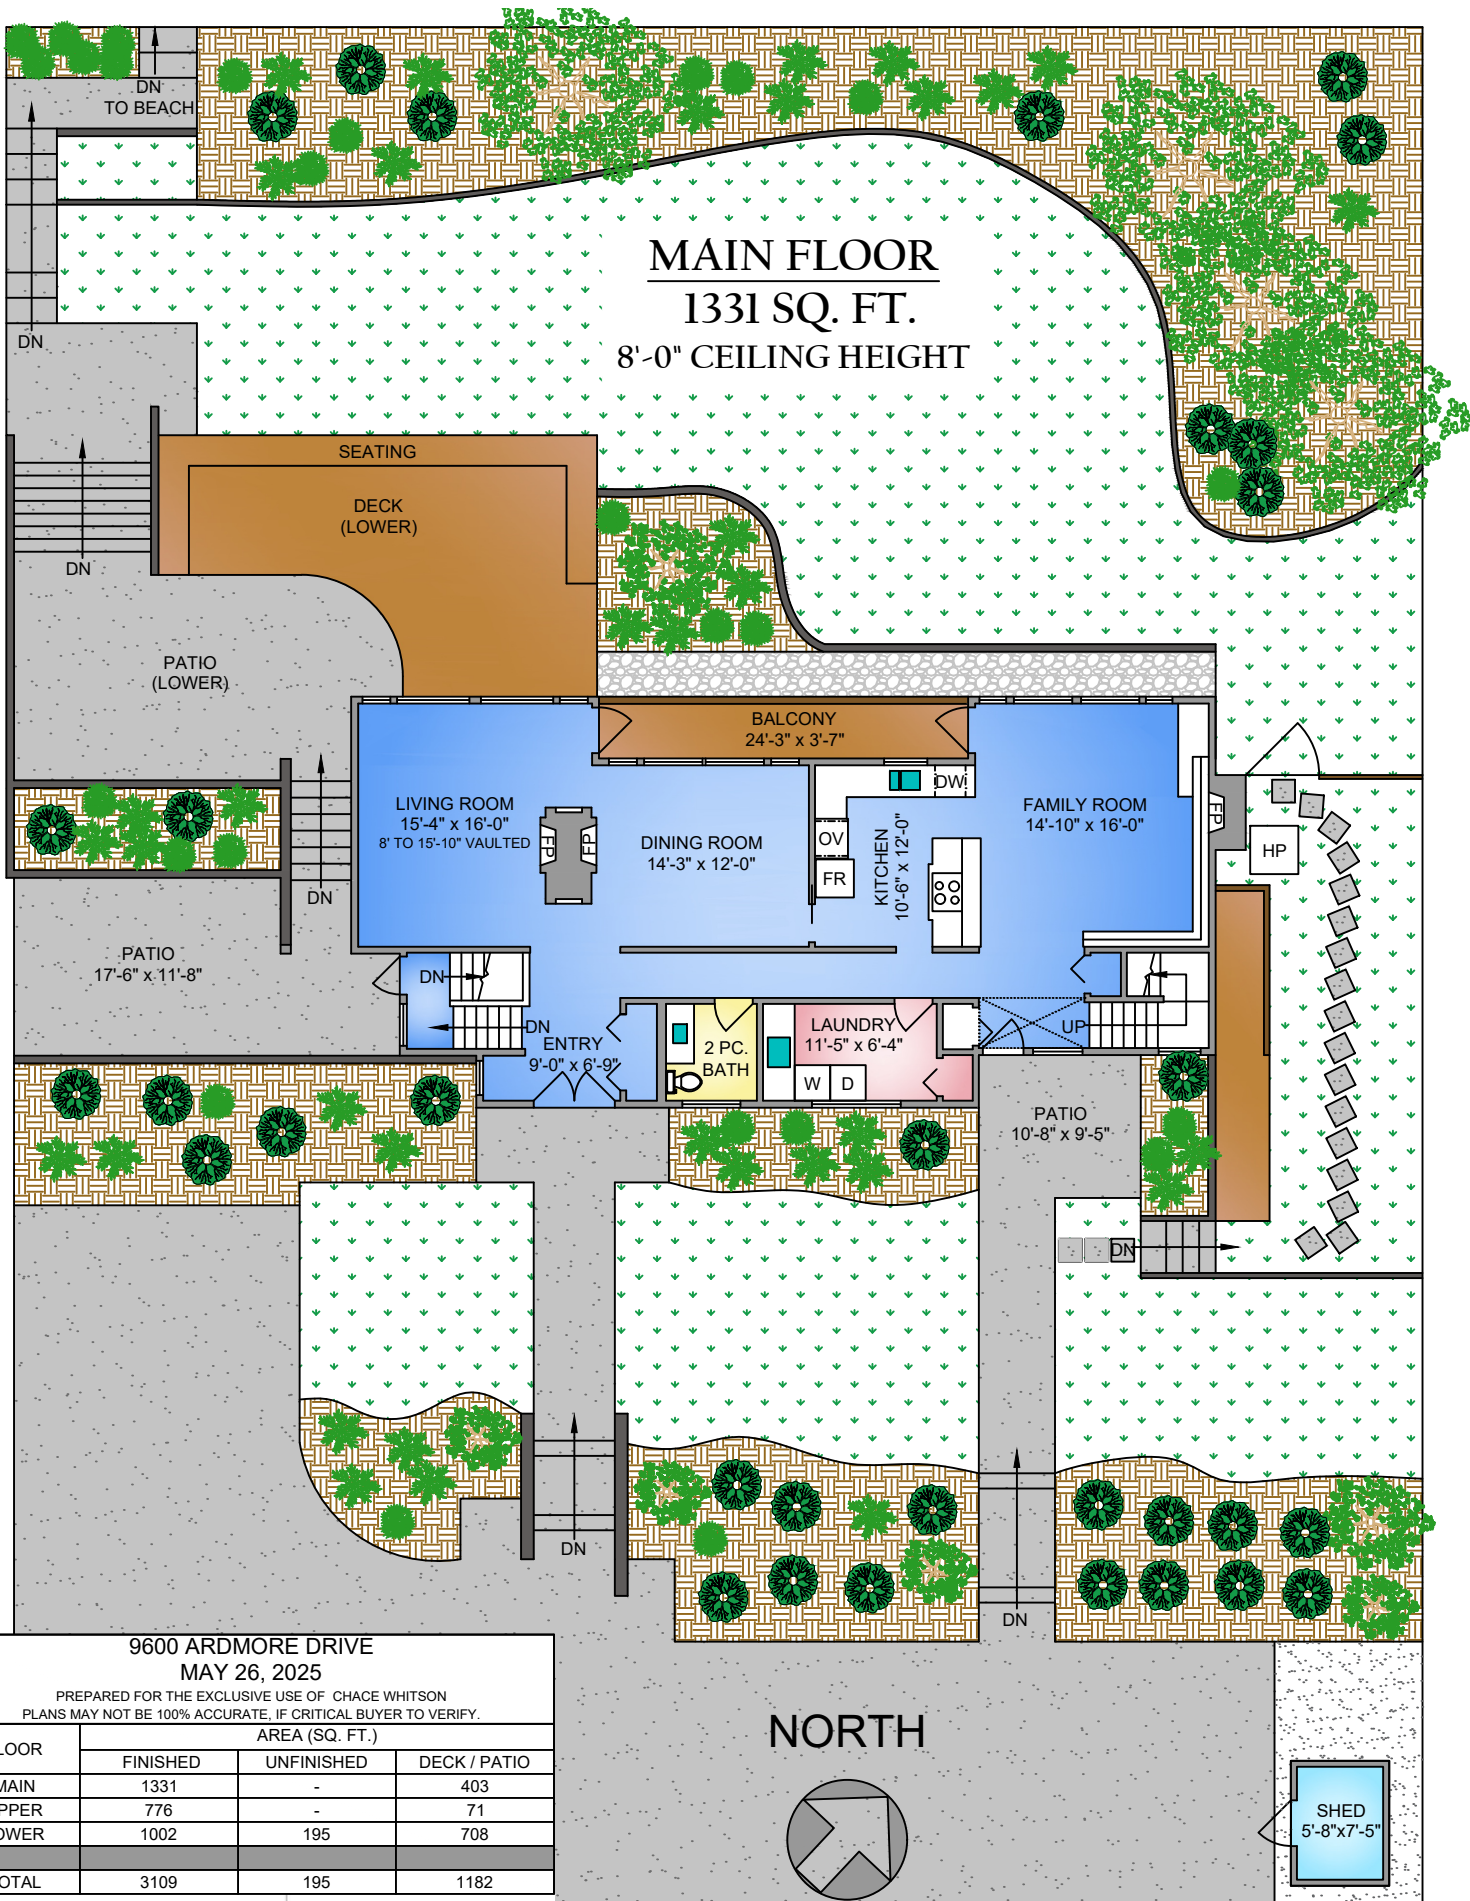 DN
TO BEACH
DN
MAIN FLOOR
1331 SQ. FT.
8'-0" CEILING HEIGHT
SEATING
DECK
(LOWER)
DN
PATIO
(LOWER)
BALCONY
24'-3" x 3'-7"
LIVING ROOM
15'-4" x 16'-0"
8' TO 15'-10" VAULTED
FP
FP
DINING ROOM
14'-3" x 12'-0"
DW
OV
FR
KITCHEN
10'-6" x 12'-0"
FAMILY ROOM
14'-10" x 16'-0"
FP
HP
DN
PATIO
17'-6" x 11'-8"
DN
DN
ENTRY
9'-0" x 6'-9"
2 PC.
BATH
LAUNDRY
11'-5" x 6'-4"
W
D
UP
PATIO
10'-8" x 9'-5"
DN
DN
DN
9600 ARDMORE DRIVE
MAY 26, 2025
PREPARED FOR THE EXCLUSIVE USE OF CHACE WHITSON
PLANS MAY NOT BE 100% ACCURATE, IF CRITICAL BUYER TO VERIFY.
LOOR AREA (SQ. FT.)
FINISHED UNFINISHED DECK / PATIO
MAIN 1331 - 403
PPER 776 - 71
OWER 1002 195 708
OTAL 3109 195 1182
NORTH
SHED
5'-8"x7'-5"